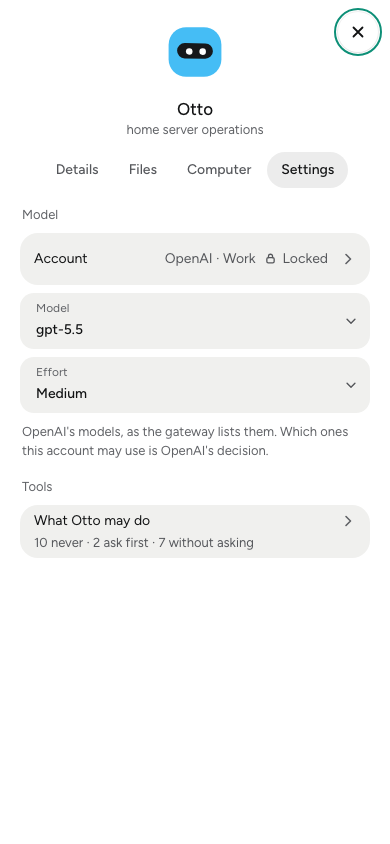 Otto
home server operations
Details Files Computer Settings
Model
Account OpenAI · Work Locked
Model
gpt-5.5
Effort
Medium
OpenAI's models, as the gateway lists them. Which ones
this account may use is OpenAI's decision.
Tools
What Otto may do
10 never · 2 ask first · 7 without asking